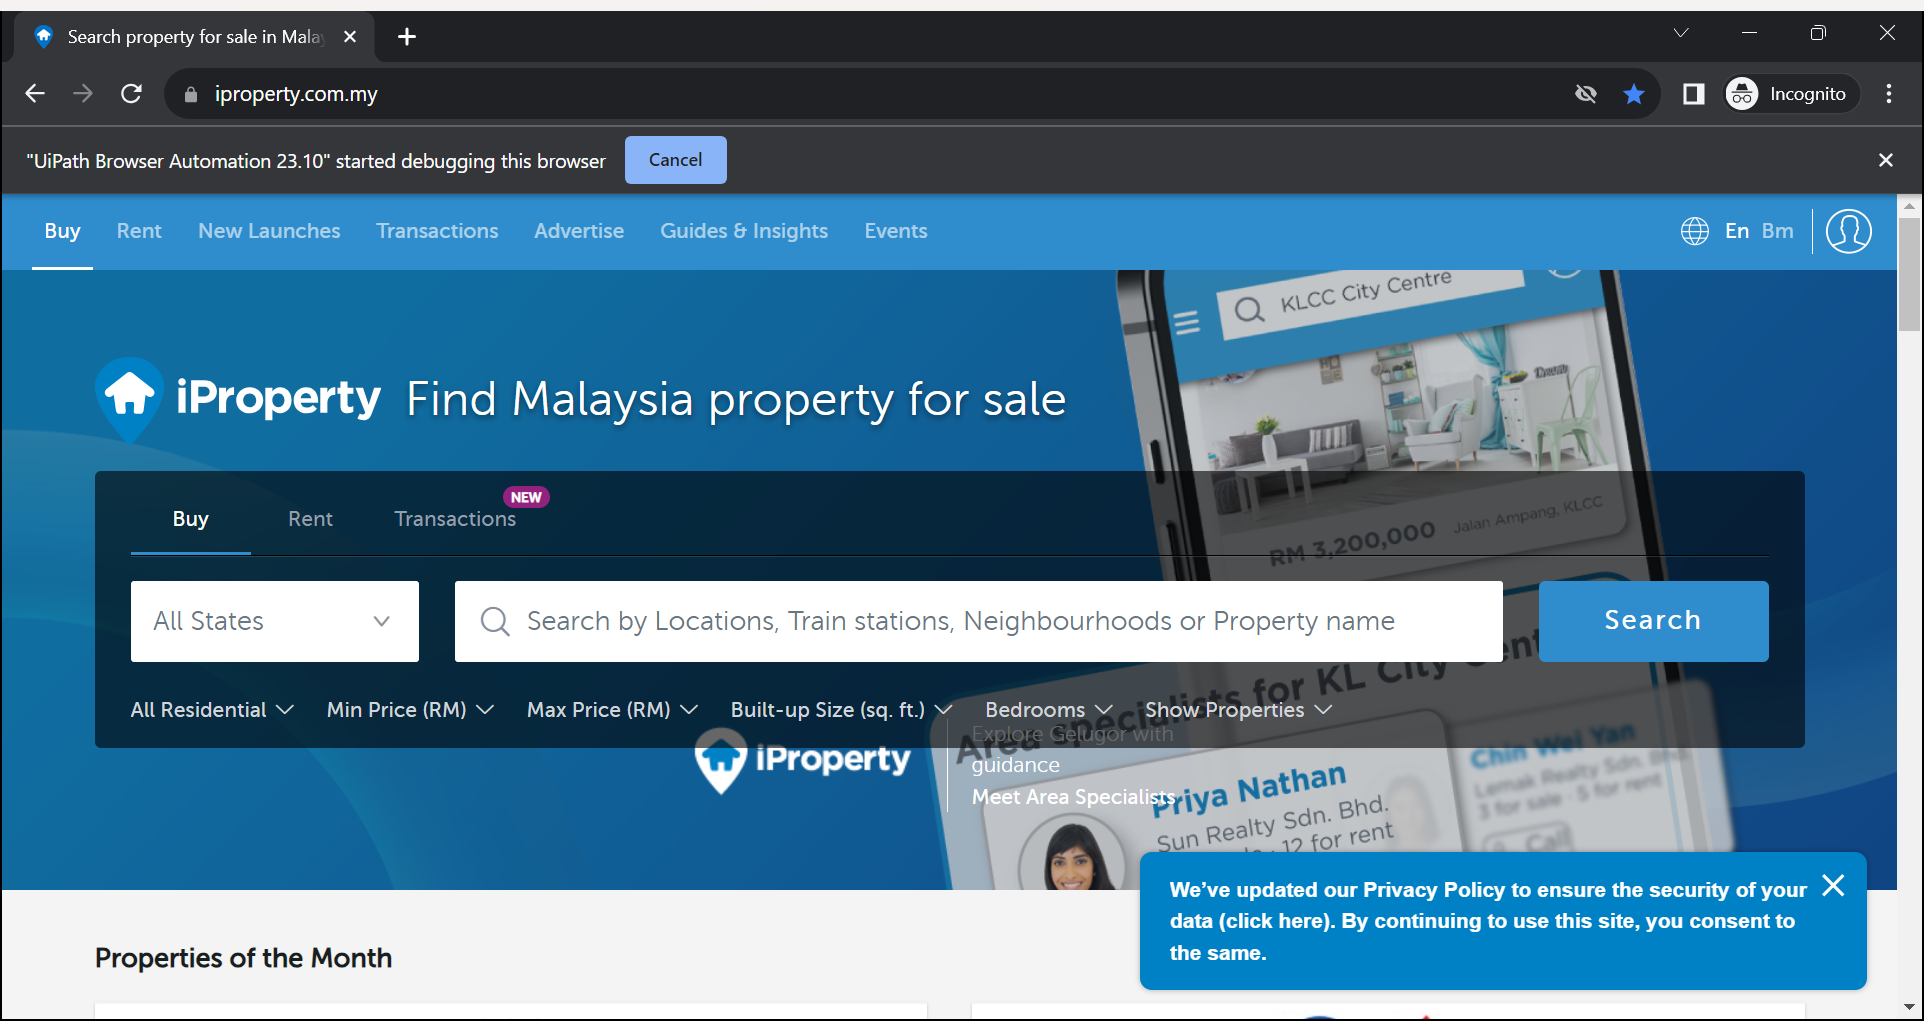 Search property for sale in Mala
iproperty.com.my
Incognito
"UiPath Browser Automation 23.10" started debugging this browser
Cancel
Buy
Rent
New Launches
Transactions
Advertise
Guides & Insights
Events
En
Bm
KLCC City Centre
iProperty
Find Malaysia property for sale
NEW
Buy
Rent
Transactions
RM 3,200,000
Jalan Ampang, KLCC
All States
Search by Locations, Train stations, Neighbourhoods or Property name
Search
Area specialists for KL City Cent
All Residential
Min Price (RM)
Max Price (RM)
Built-up Size (sq. ft.)
Bedrooms
Show Properties
iProperty
Explore Gelugor with
guidance
Meet Area Specialists
Priya Nathan
Sun Realty Sdn. Bhd.
12 for rent
Chin Wei Yan
Lemak Realty Sdn.
3 for sale · 5 for rent
Call
We've updated our Privacy Policy to ensure the security of your
data (click here). By continuing to use this site, you consent to
the same.
Properties of the Month